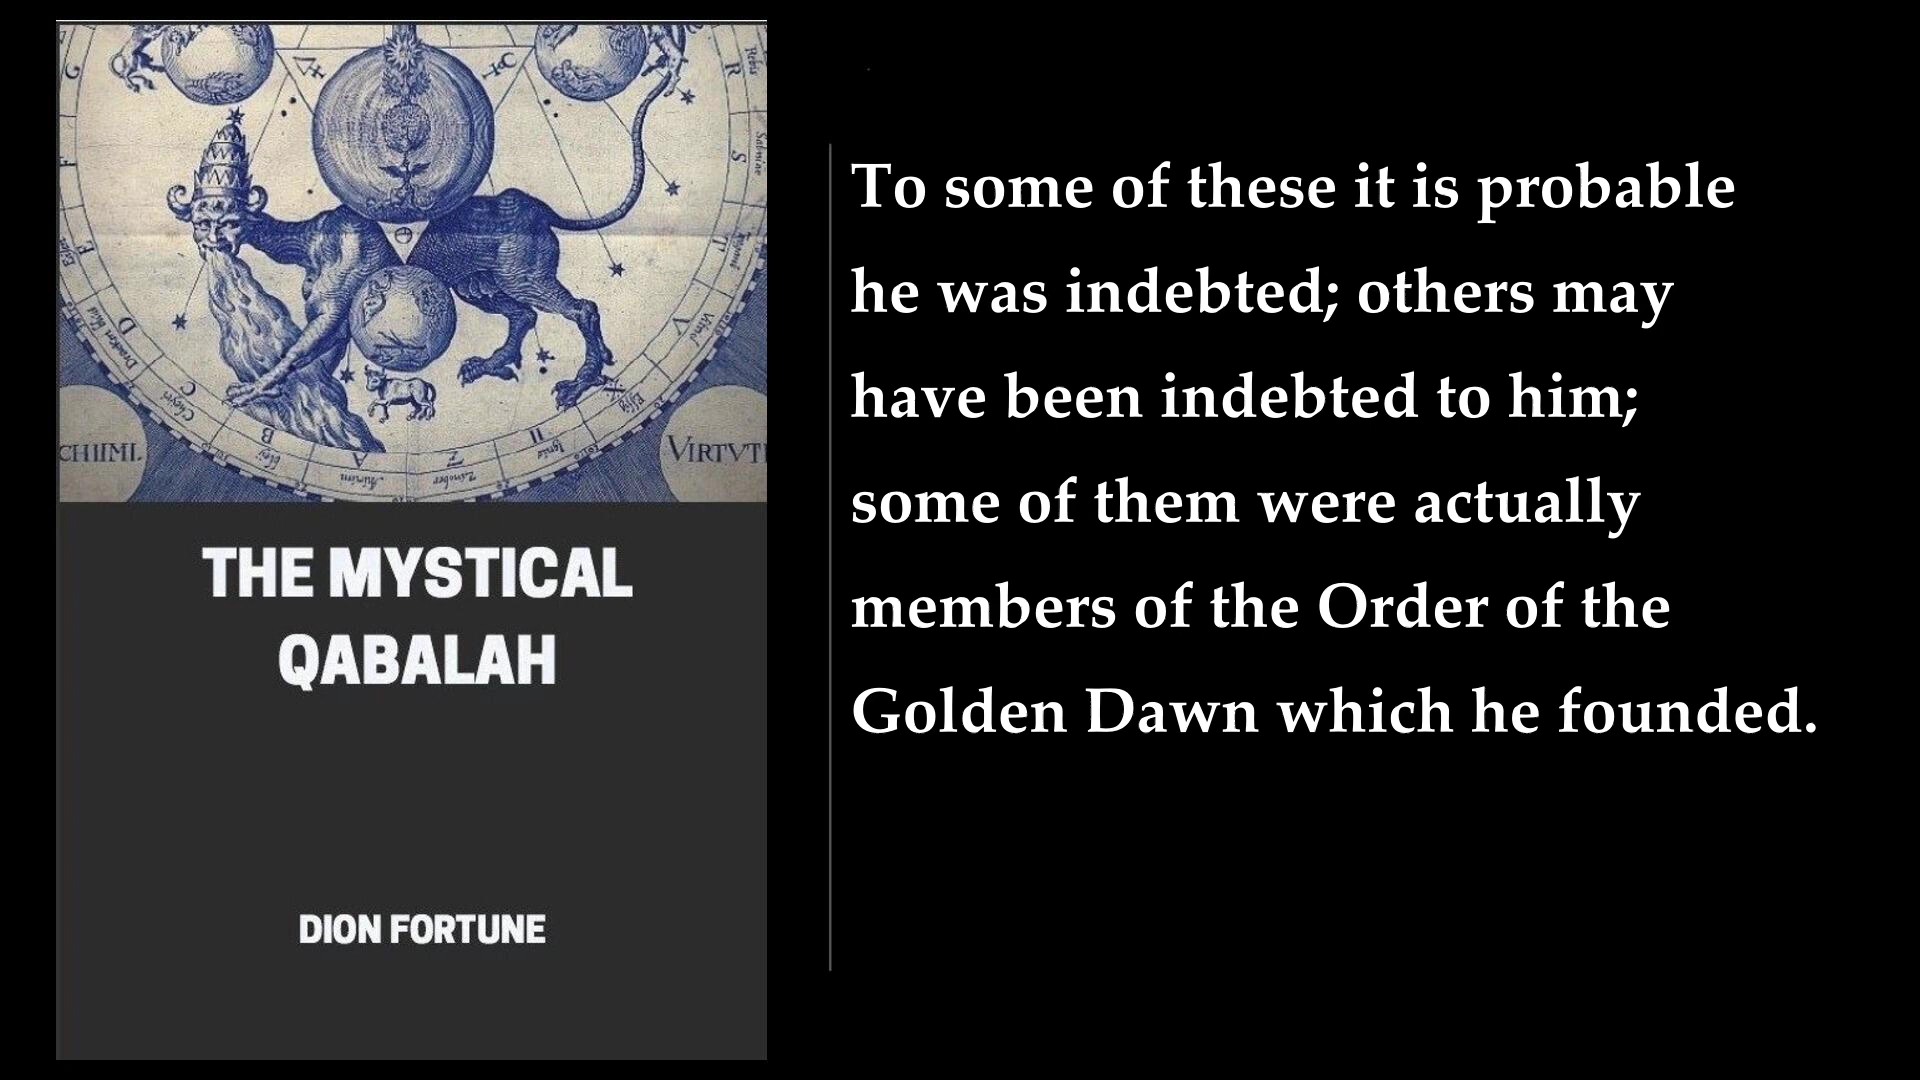 CHIIMI.
VIRTVTI
THE MYSTICAL
QABALAH
DION FORTUNE
To some of these it is probable
he was indebted; others may
have been indebted to him;
some of them were actually
members of the Order of the
Golden Dawn which he founded.